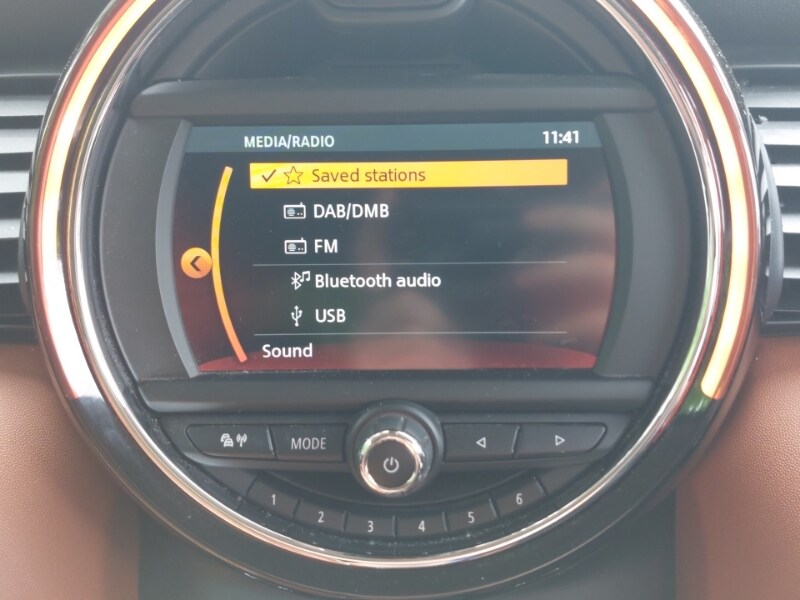 MEDIA/RADIO 11:41
Saved stations
DAB/DMB
FM
Bluetooth audio
USB
Sound
MODE
1 2 3 4 5 6